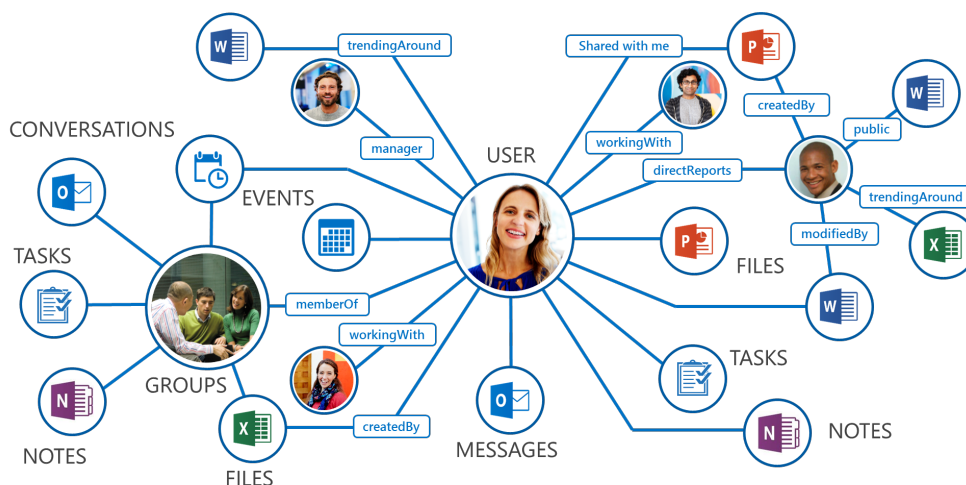 trendingAround
Shared with me
W
P
createdBy
W
CONVERSATIONS
manager
USER
workingWith
public
O
EVENTS
directReports
trendingAround
TASKS
P
FILES
modifiedBy
X
memberOf
W
workingWith
GROUPS
TASKS
N
X
createdBy
O
MESSAGES
N
NOTES
NOTES
FILES
W